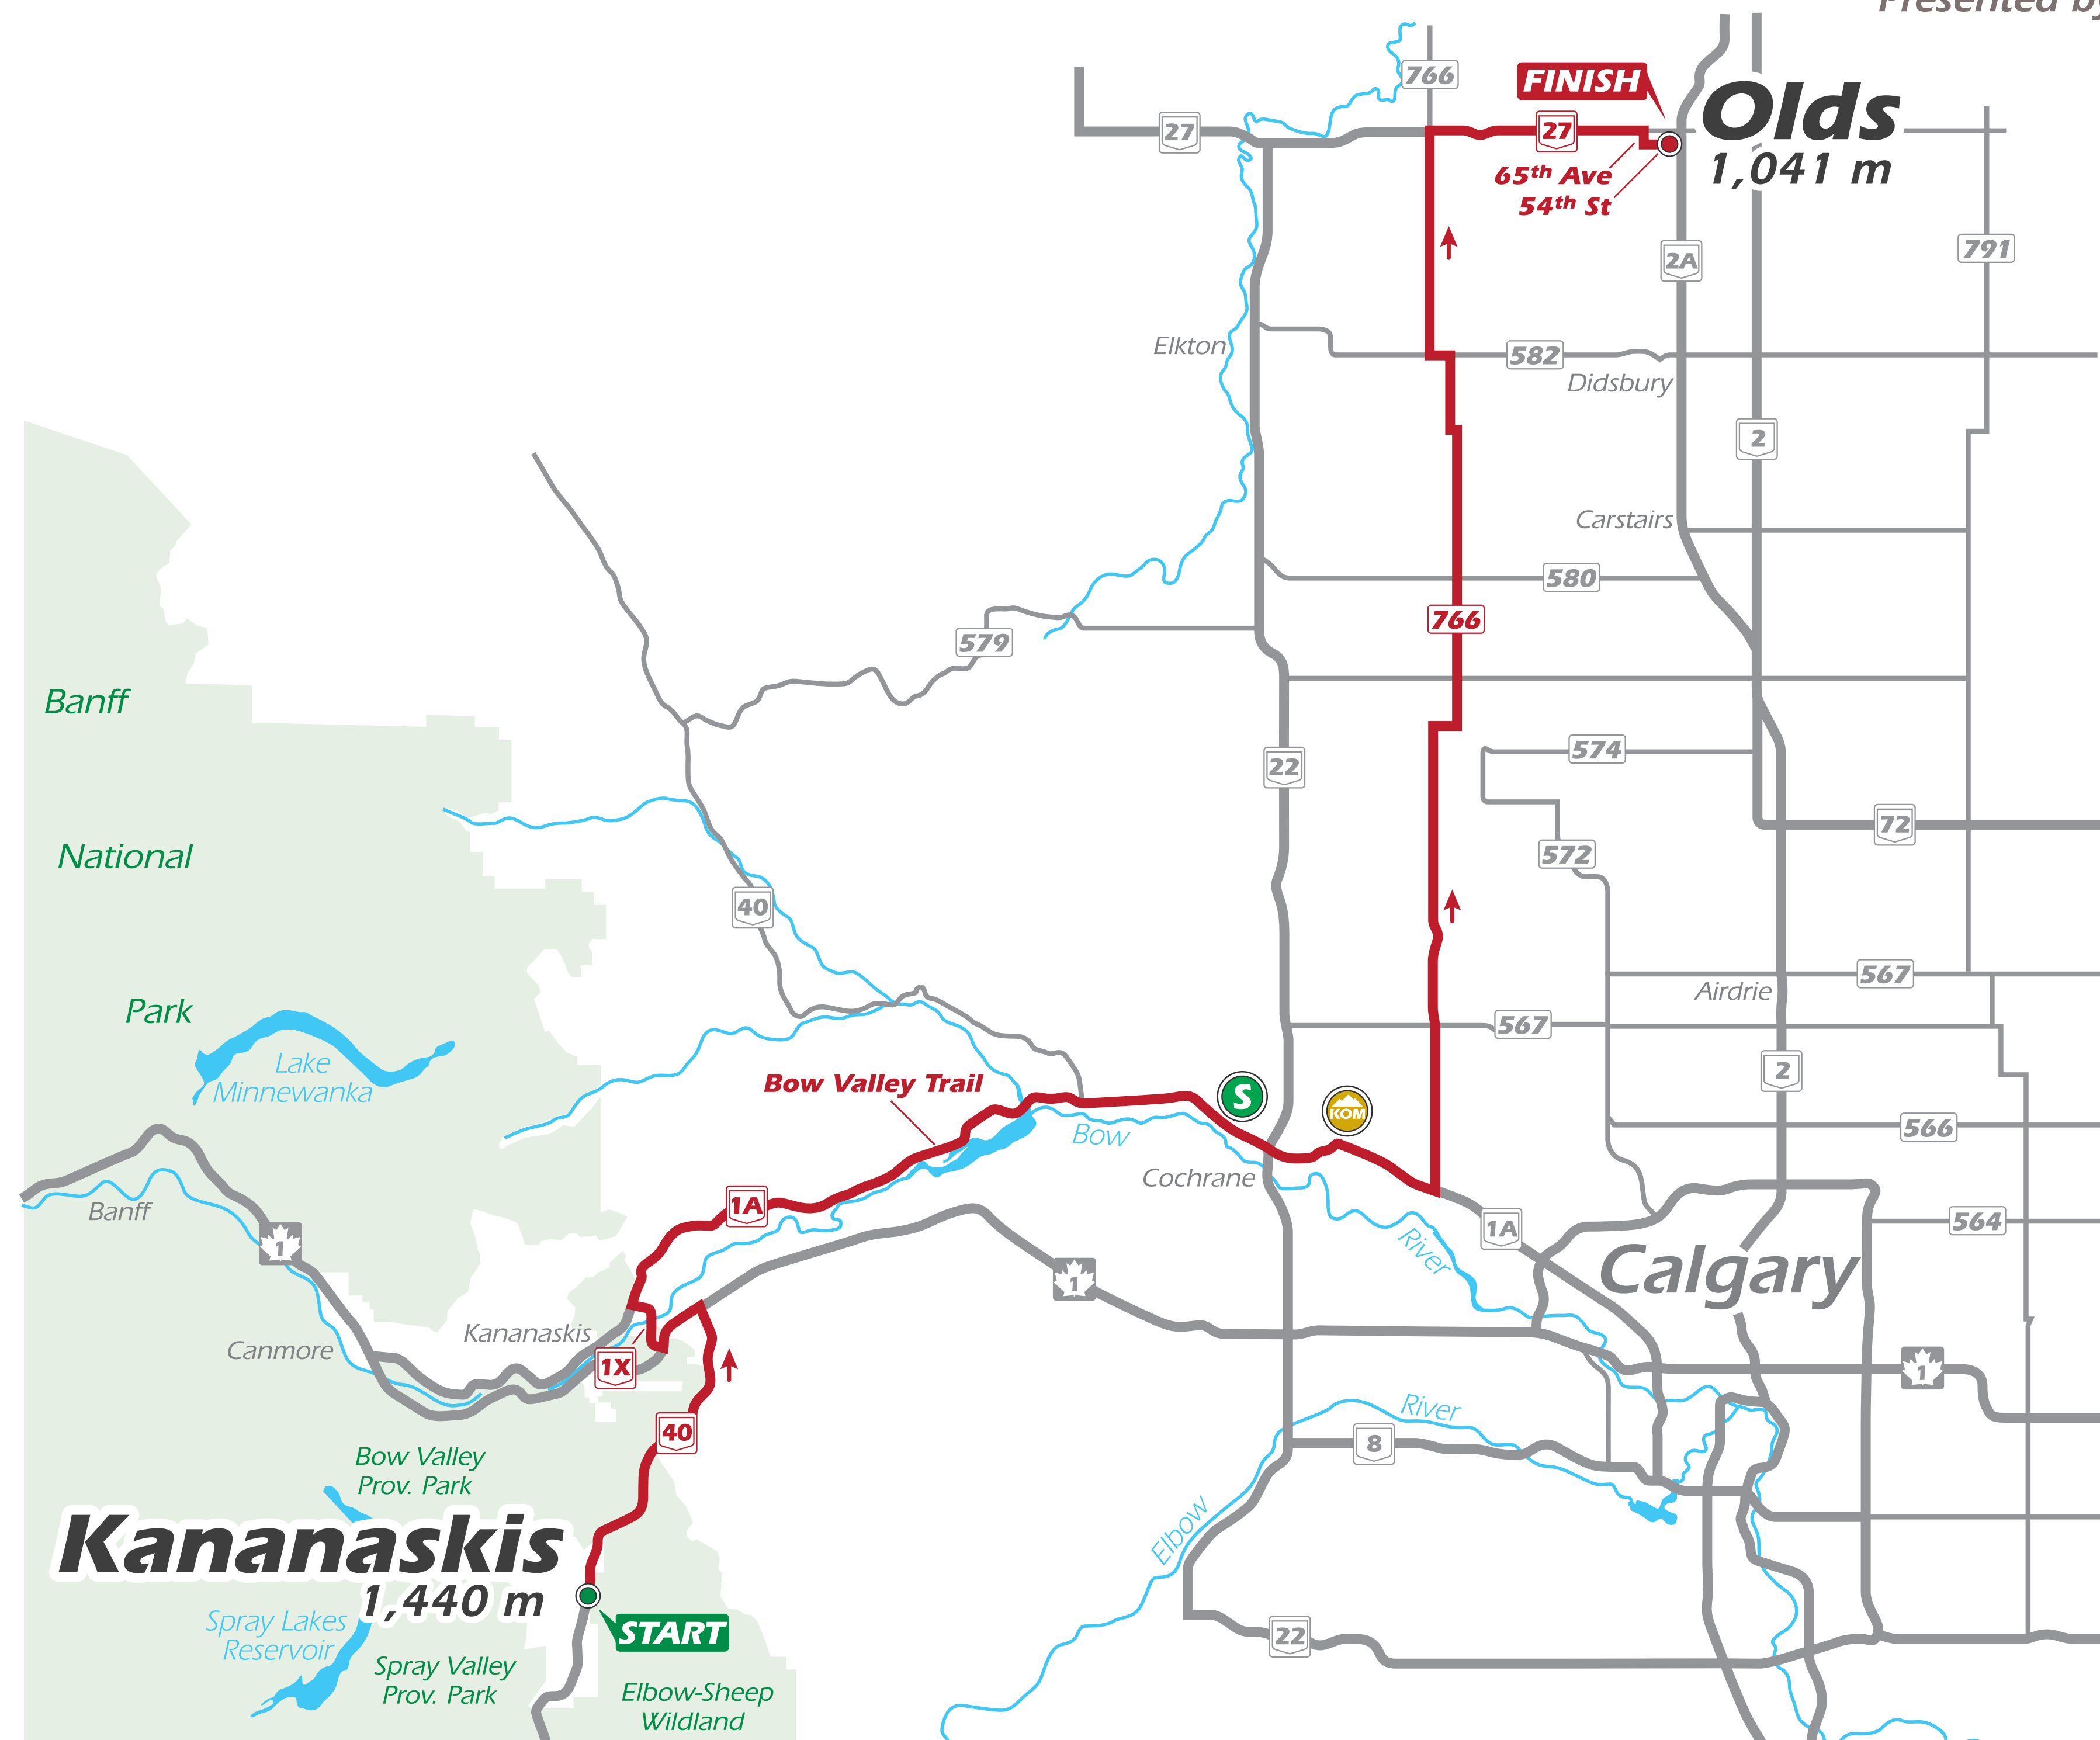 Presented by
766
FINISH
Olds
1,041 m
27
27
65th Ave
54th St
2A
791
Elkton
582
Didsbury
2
Carstairs
580
766
579
Banff
22
574
72
National
572
40
567
Park
Airdrie
567
Lake
Minnewanka
Bow Valley Trail
S
KOM
2
566
Bow
Cochrane
1A
Banff
1
1A
564
River
Calgary
1
Kananaskis
Canmore
1X
1
40
River
8
Bow Valley
Prov. Park
Kananaskis
1,440 m
Elbow
Spray Lakes
Reservoir
START
22
Spray Valley
Prov. Park
Elbow-Sheep
Wildland